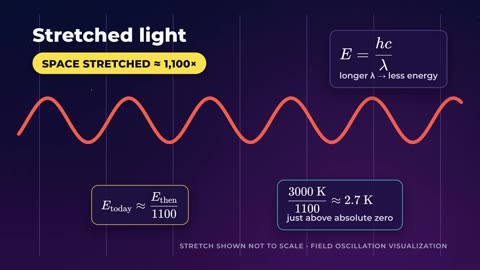 Stretched light
SPACE STRETCHED ≈ 1,100×
E = hc/λ
longer λ → less energy
E_today ≈ E_then/1100
3000 K/1100 ≈ 2.7 K
just above absolute zero
STRETCH SHOWN NOT TO SCALE · FIELD OSCILLATION VISUALIZATION